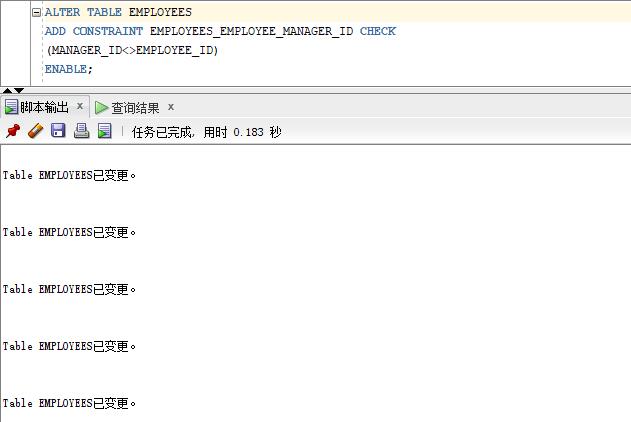 ALTER TABLE EMPLOYEES
ADD CONSTRAINT EMPLOYEES_EMPLOYEE_MANAGER_ID CHECK
(MANAGER_ID<>EMPLOYEE_ID)
ENABLE;
脚本输出 x 查询结果 x
任务已完成, 用时 0.183 秒
Table EMPLOYEES已变更。
Table EMPLOYEES已变更。
Table EMPLOYEES已变更。
Table EMPLOYEES已变更。
Table EMPLOYEES已变更。